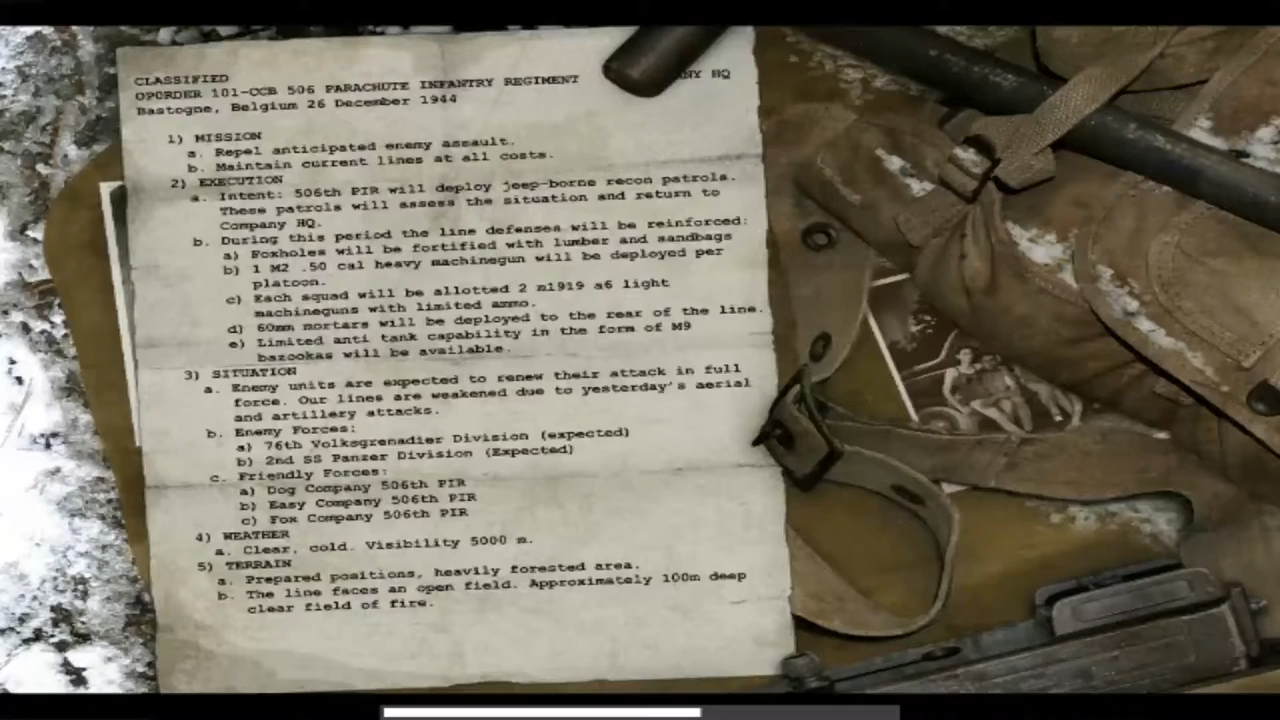 CLASSIFIED
OPORDER 101-CCB 506 PARACHUTE INFANTRY REGIMENT HQ
Bastogne, Belgium 26 December 1944
1) MISSION
a. Repel anticipated enemy assault.
b. Maintain current lines at all costs.
2) EXECUTION
a. Intent: 506th PIR will deploy jeep-borne recon patrols.
These patrols will assess the situation and return to
Company HQ.
b. During this period the line defenses will be reinforced:
a) Foxholes will be fortified with lumber and sandbags
b) 1 M2 .50 cal heavy machinegun will be deployed per
platoon.
c) Each squad will be allotted 2 m1919 a6 light
machineguns with limited ammo.
d) 60mm mortars will be deployed to the rear of the line.
e) Limited anti tank capability in the form of M9
bazookas will be available.
3) SITUATION
a. Enemy units are expected to renew their attack in full
force. Our lines are weakened due to yesterday's aerial
and artillery attacks.
b. Enemy Forces:
a) 76th Volksgrenadier Division (expected)
b) 2nd SS Panzer Division (Expected)
c. Friendly Forces:
a) Dog Company 506th PIR
b) Easy Company 506th PIR
c) Fox Company 506th PIR
4) WEATHER
a. Clear, cold. Visibility 5000 m.
5) TERRAIN
a. Prepared positions, heavily forested area.
b. The line faces an open field. Approximately 100m deep
clear field of fire.